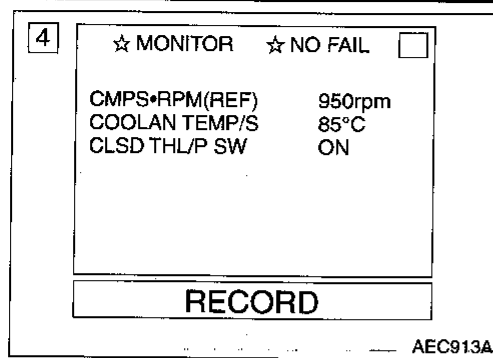 4
☆ MONITOR ☆ NO FAIL
CMPS•RPM(REF) 950rpm
COOLAN TEMP/S 85°C
CLSD THL/P SW ON
RECORD
AEC913A